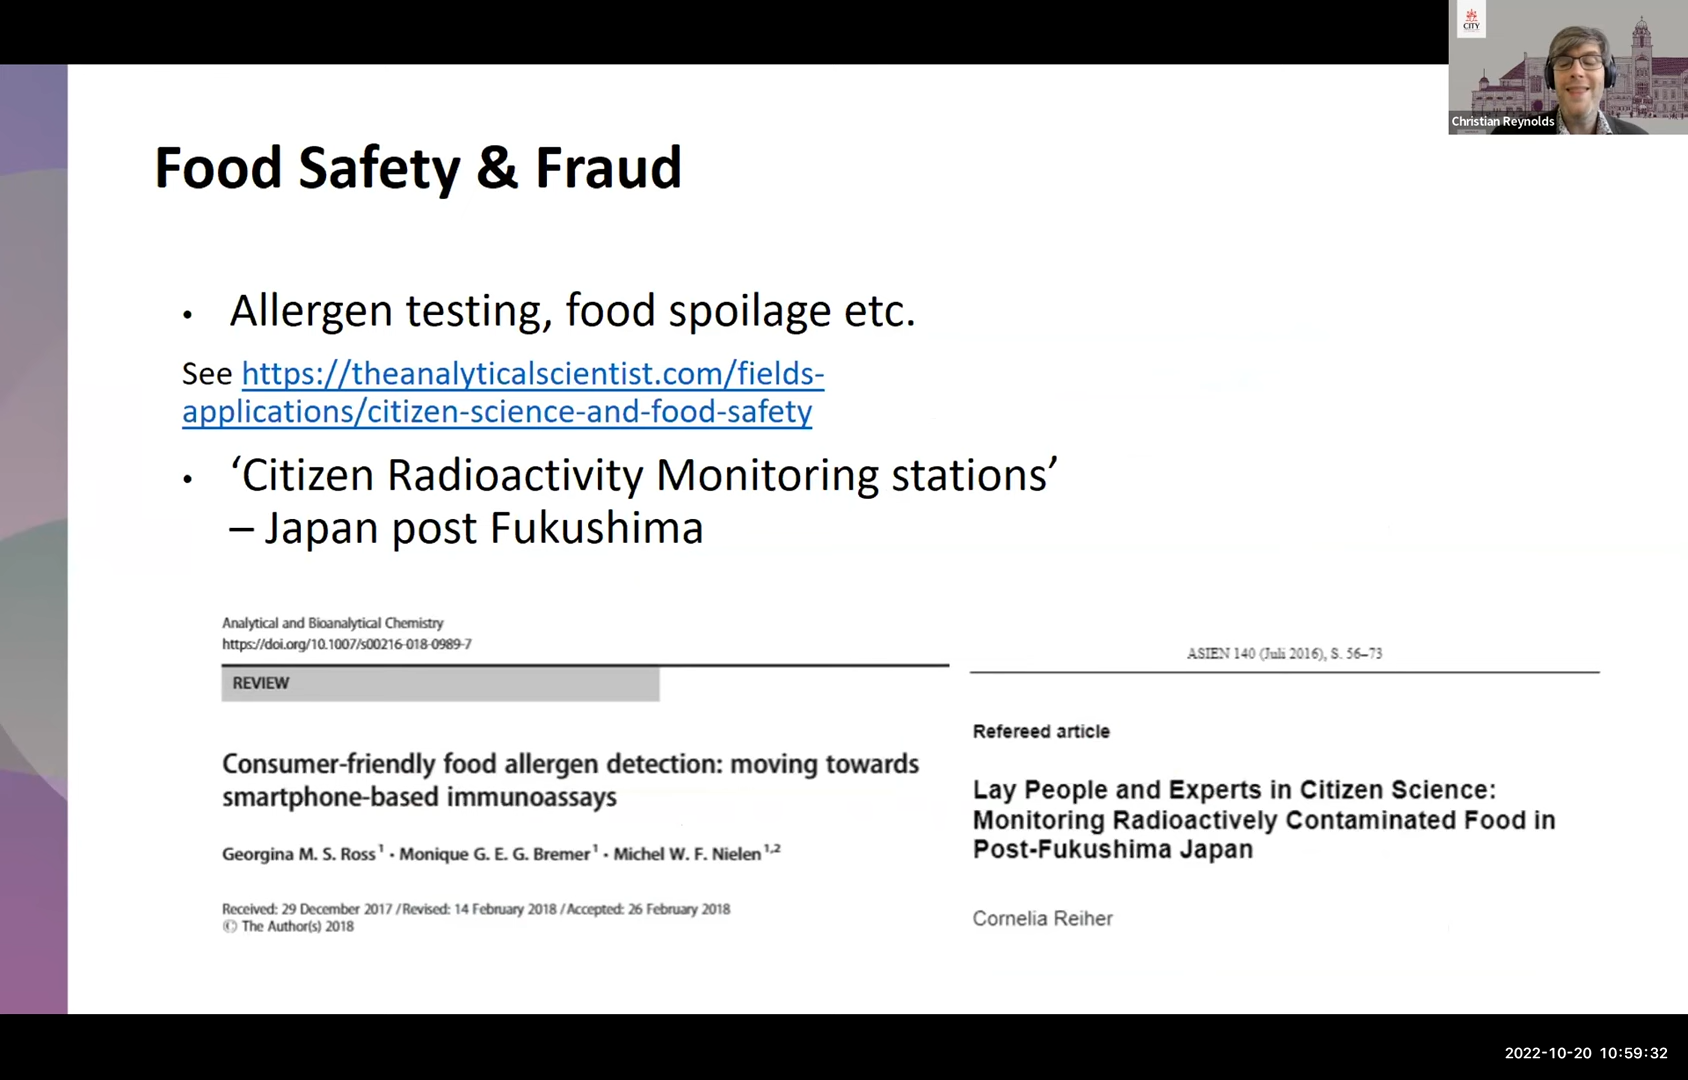 CITY
Christian Reynolds
Food Safety & Fraud
• Allergen testing, food spoilage etc.
See https://theanalyticalscientist.com/fields-
applications/citizen-science-and-food-safety
• ‘Citizen Radioactivity Monitoring stations’
– Japan post Fukushima
Analytical and Bioanalytical Chemistry
https://doi.org/10.1007/s00216-018-0989-7
REVIEW
Consumer-friendly food allergen detection: moving towards
smartphone-based immunoassays
Georgina M. S. Ross¹ · Monique G. E. G. Bremer¹ · Michel W. F. Nielen¹,²
Received: 29 December 2017 / Revised: 14 February 2018 / Accepted: 26 February 2018
© The Author(s) 2018
ASIEN 140 (Juli 2016), S. 56–73
Refereed article
Lay People and Experts in Citizen Science:
Monitoring Radioactively Contaminated Food in
Post-Fukushima Japan
Cornelia Reiher
2022-10-20 10:59:32